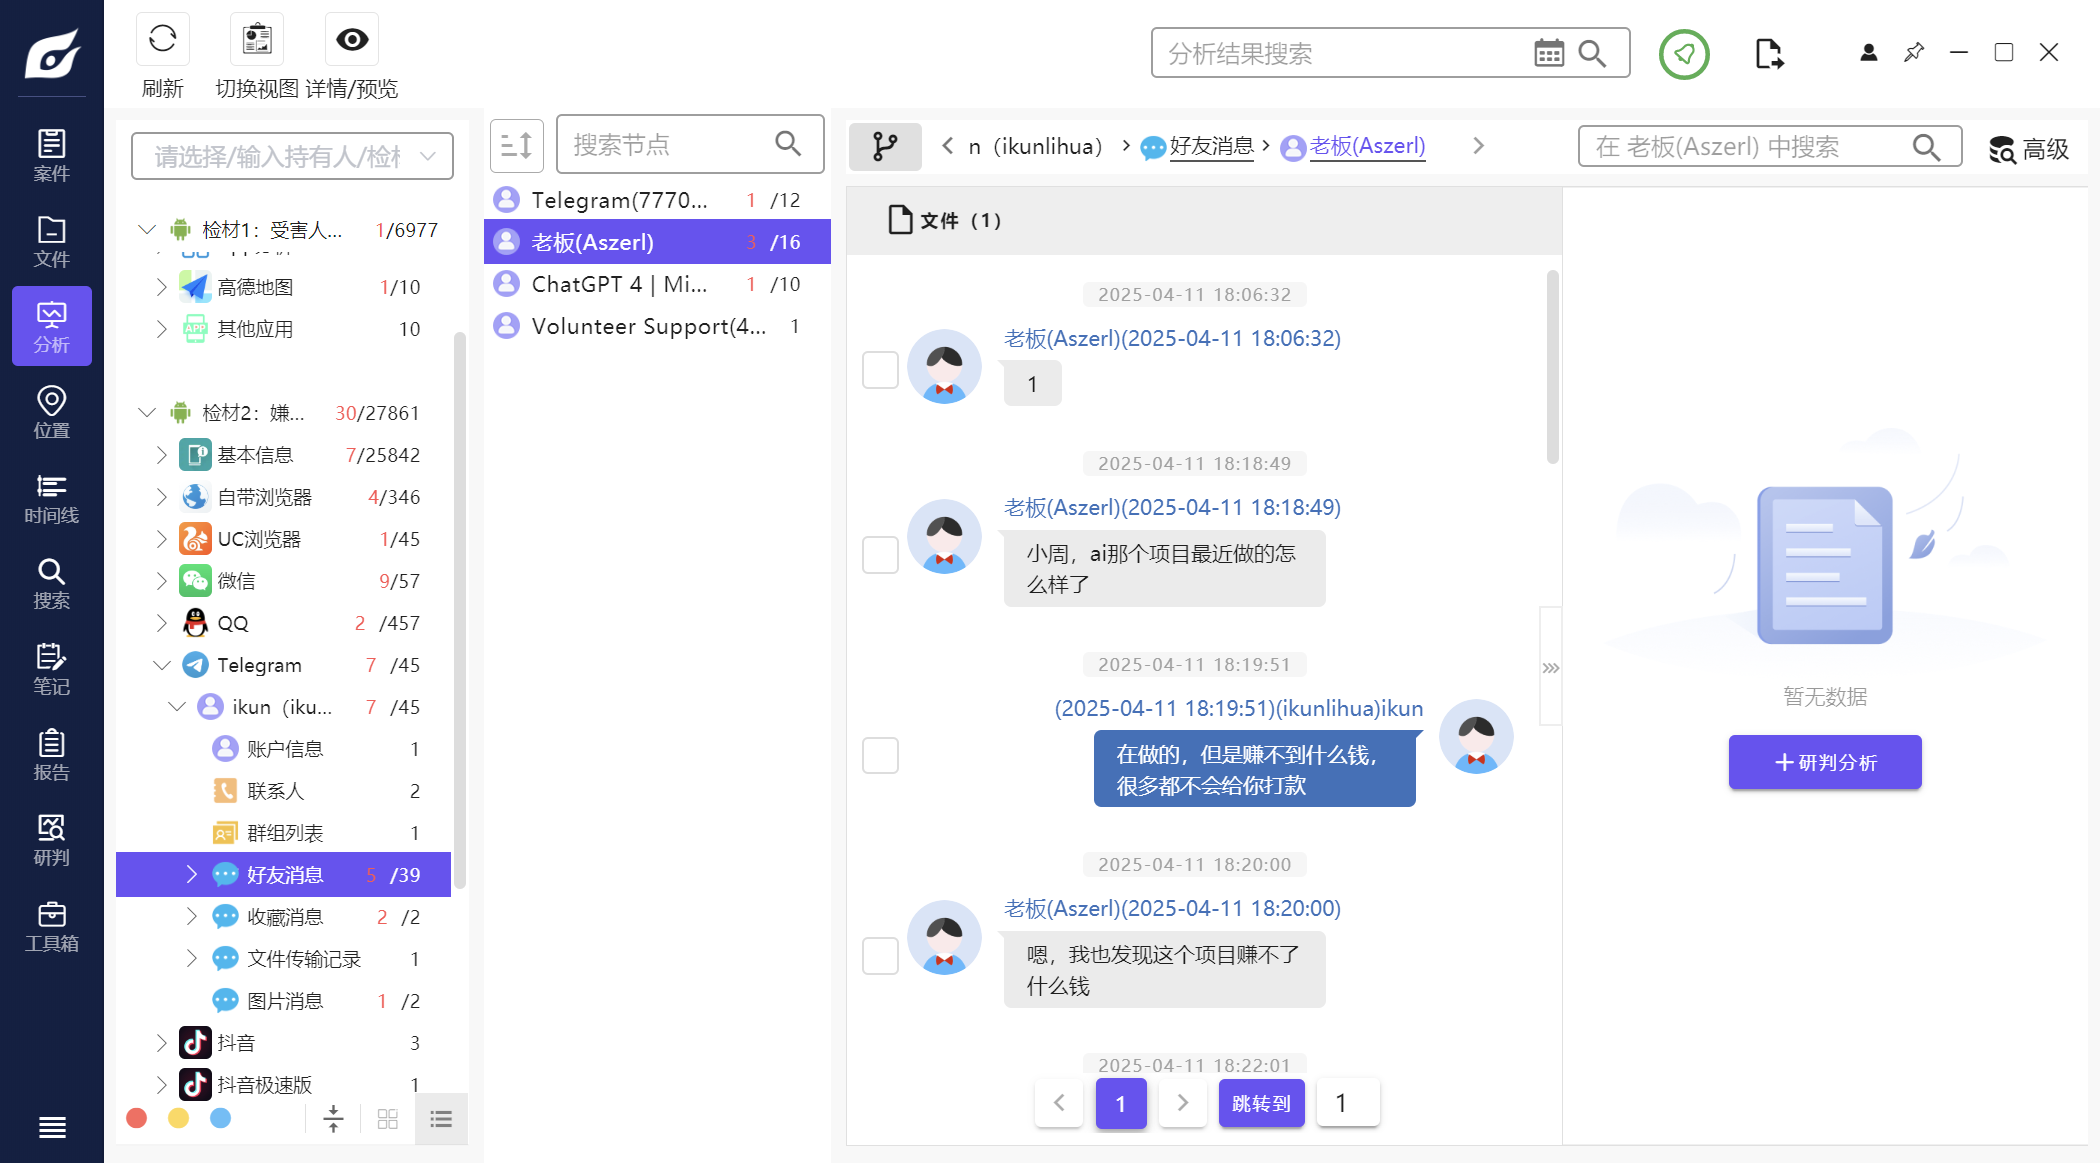 刷新
切换视图
详情/预览
分析结果搜索
案件
文件
分析
位置
时间线
搜索
笔记
报告
研判
工具箱
请选择/输入持有人/检
检材1：受害人... 1/6977
高德地图 1/10
其他应用 10
检材2：嫌... 30/27861
基本信息 7/25842
自带浏览器 4/346
UC浏览器 1/45
微信 9/57
QQ 2 /457
Telegram 7 /45
ikun（iku... 7 /45
账户信息 1
联系人 2
群组列表 1
好友消息 5 /39
收藏消息 2 /2
文件传输记录 1
图片消息 1 /2
抖音 3
抖音极速版 1
搜索节点
Telegram(7770... 1 /12
老板(Aszerl) 3 /16
ChatGPT 4 | Mi... 1 /10
Volunteer Support(4... 1
n（ikunlihua） 好友消息 老板(Aszerl)
在 老板(Aszerl) 中搜索
高级
文件（1）
2025-04-11 18:06:32
老板(Aszerl)(2025-04-11 18:06:32)
1
2025-04-11 18:18:49
老板(Aszerl)(2025-04-11 18:18:49)
小周，ai那个项目最近做的怎
么样了
2025-04-11 18:19:51
(2025-04-11 18:19:51)(ikunlihua)ikun
在做的，但是赚不到什么钱，
很多都不会给你打款
2025-04-11 18:20:00
老板(Aszerl)(2025-04-11 18:20:00)
嗯，我也发现这个项目赚不了
什么钱
2025-04-11 18:22:01
1
跳转到
1
暂无数据
+研判分析